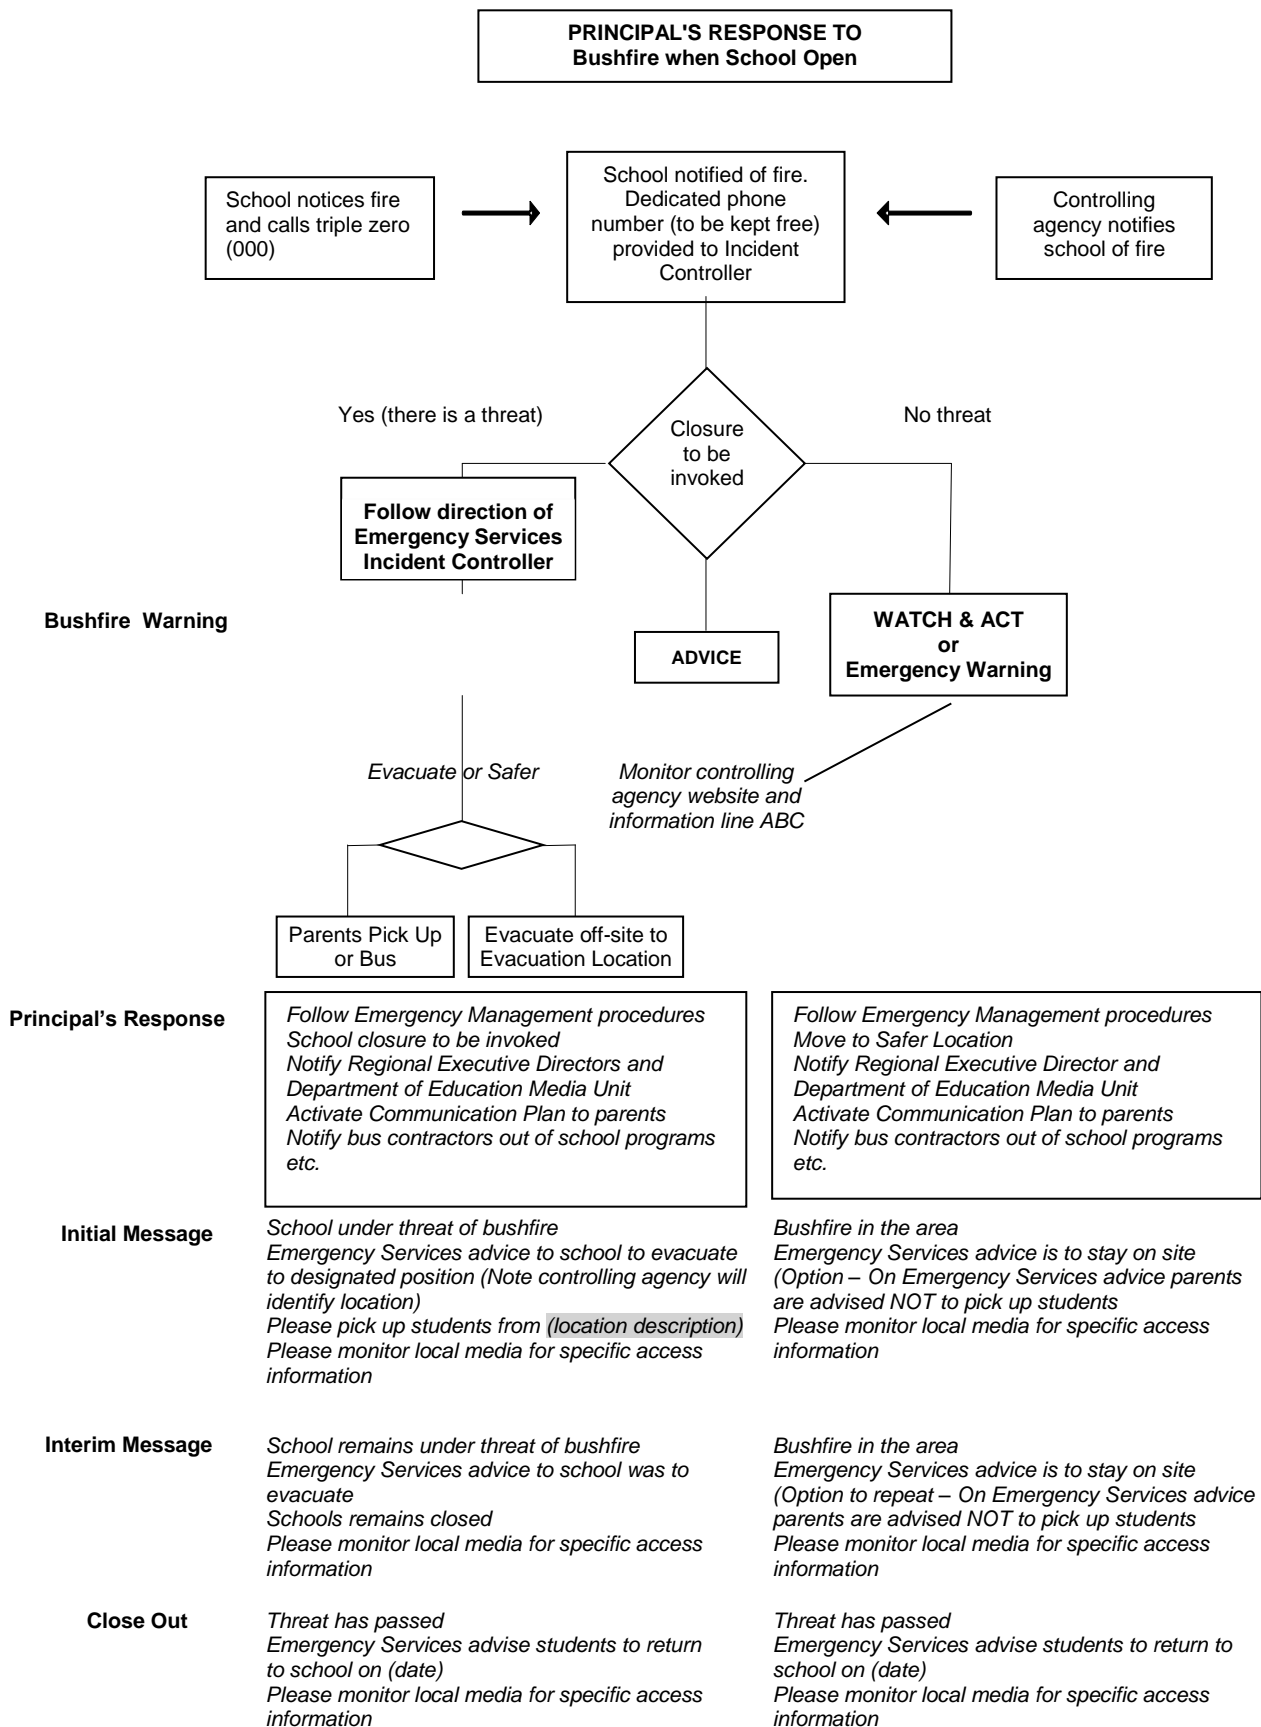 PRINCIPAL'S RESPONSE TO
Bushfire when School Open
School notices fire
and calls triple zero
(000)
School notified of fire.
Dedicated phone
number (to be kept free)
provided to Incident
Controller
Controlling
agency notifies
school of fire
Yes (there is a threat)
Closure
to be
invoked
No threat
Follow direction of
Emergency Services
Incident Controller
Bushfire Warning
ADVICE
WATCH & ACT
or
Emergency Warning
Evacuate or Safer
Monitor controlling
agency website and
information line ABC
Parents Pick Up
or Bus
Evacuate off-site to
Evacuation Location
Principal's Response
Follow Emergency Management procedures
School closure to be invoked
Notify Regional Executive Directors and
Department of Education Media Unit
Activate Communication Plan to parents
Notify bus contractors out of school programs
etc.
Follow Emergency Management procedures
Move to Safer Location
Notify Regional Executive Director and
Department of Education Media Unit
Activate Communication Plan to parents
Notify bus contractors out of school programs
etc.
Initial Message
School under threat of bushfire
Emergency Services advice to school to evacuate
to designated position (Note controlling agency will
identify location)
Please pick up students from (location description)
Please monitor local media for specific access
information
Bushfire in the area
Emergency Services advice is to stay on site
(Option – On Emergency Services advice parents
are advised NOT to pick up students
Please monitor local media for specific access
information
Interim Message
School remains under threat of bushfire
Emergency Services advice to school was to
evacuate
Schools remains closed
Please monitor local media for specific access
information
Bushfire in the area
Emergency Services advice is to stay on site
(Option to repeat – On Emergency Services advice
parents are advised NOT to pick up students
Please monitor local media for specific access
information
Close Out
Threat has passed
Emergency Services advise students to return
to school on (date)
Please monitor local media for specific access
information
Threat has passed
Emergency Services advise students to return to
school on (date)
Please monitor local media for specific access
information